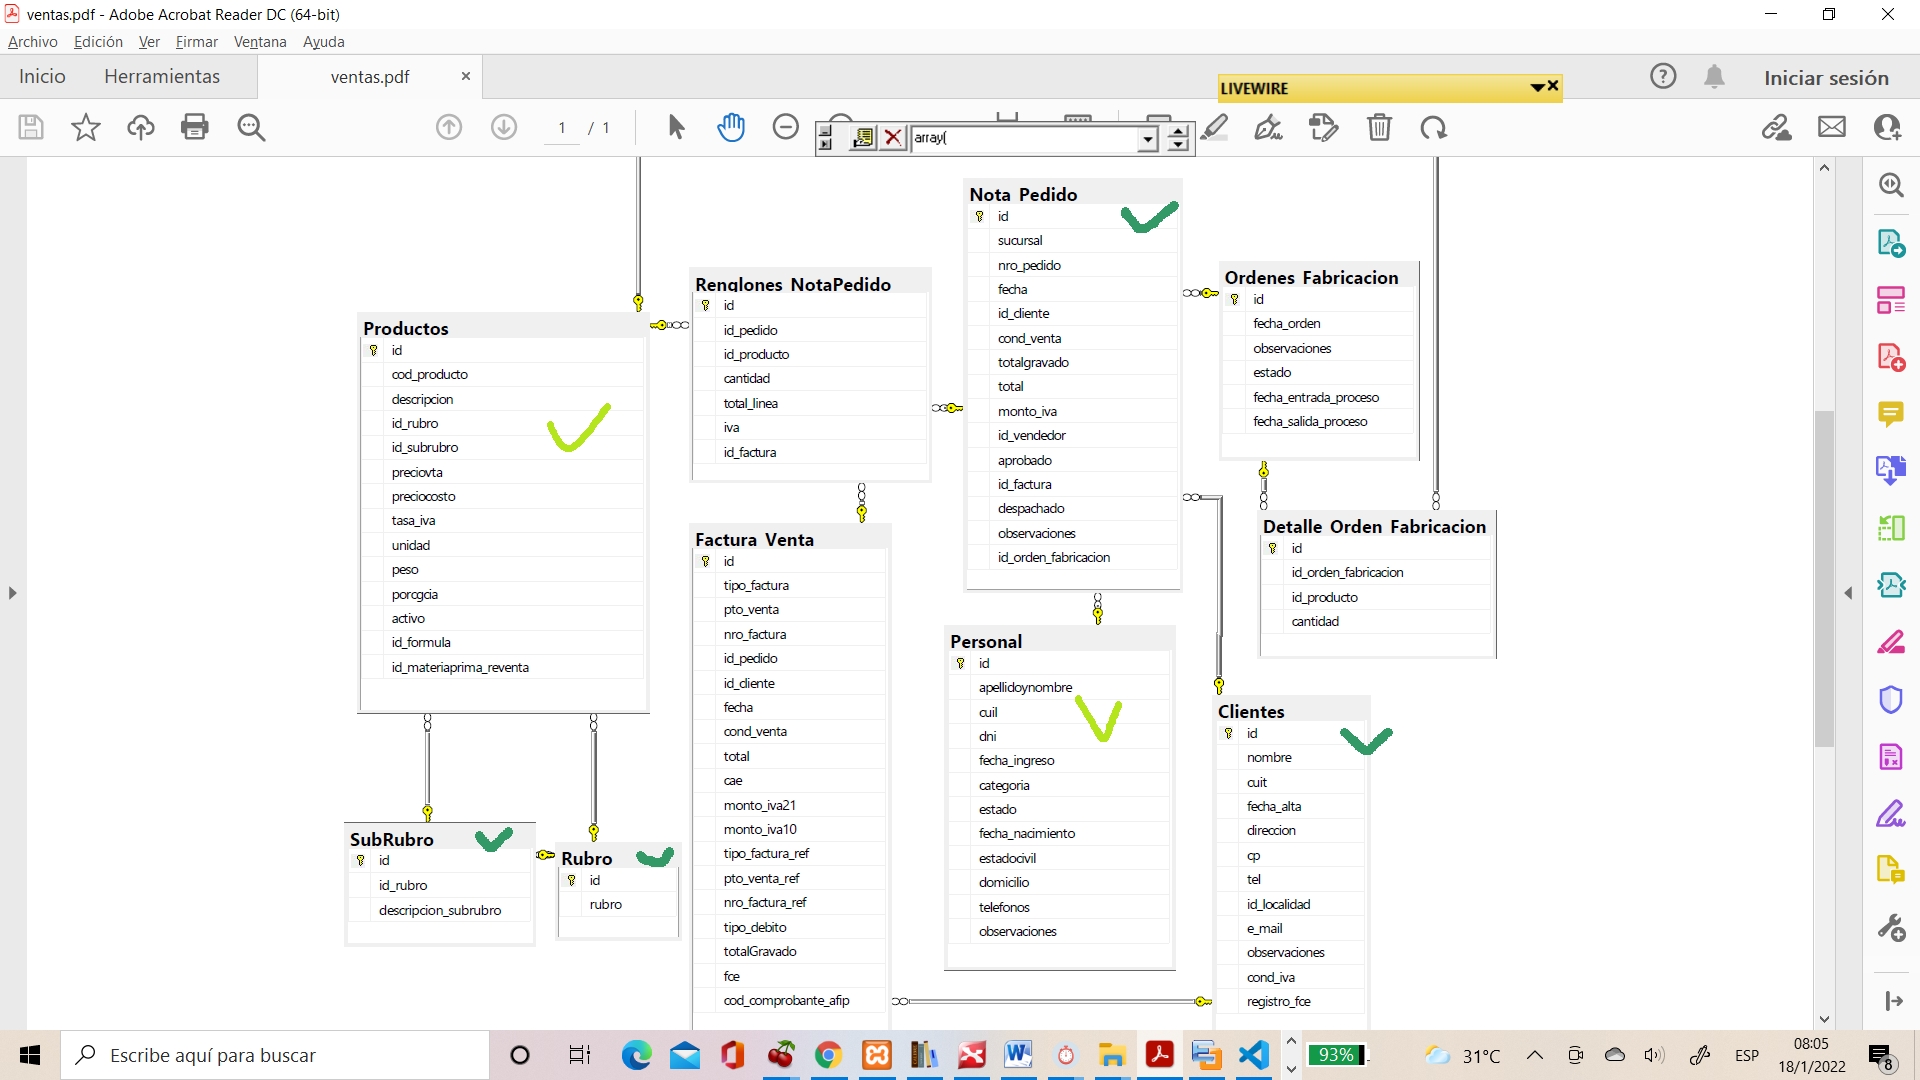 ventas.pdf - Adobe Acrobat Reader DC (64-bit)
Archivo Edición Ver Firmar Ventana Ayuda
Inicio Herramientas ventas.pdf × Iniciar sesión
LIVEWIRE
1 / 1
array(
Nota Pedido
id
sucursal
nro_pedido
fecha
id_cliente
cond_venta
totalgravado
total
monto_iva
id_vendedor
aprobado
id_factura
despachado
observaciones
id_orden_fabricacion
Renglones NotaPedido
id
id_pedido
id_producto
cantidad
total_linea
iva
id_factura
Ordenes Fabricacion
id
fecha_orden
observaciones
estado
fecha_entrada_proceso
fecha_salida_proceso
Productos
id
cod_producto
descripcion
id_rubro
id_subrubro
preciovta
preciocosto
tasa_iva
unidad
peso
porcgcia
activo
id_formula
id_materiaprima_reventa
Factura Venta
id
tipo_factura
pto_venta
nro_factura
id_pedido
id_cliente
fecha
cond_venta
total
cae
monto_iva21
monto_iva10
tipo_factura_ref
pto_venta_ref
nro_factura_ref
tipo_debito
totalGravado
fce
cod_comprobante_afip
Detalle Orden Fabricacion
id
id_orden_fabricacion
id_producto
cantidad
Personal
id
apellidoynombre
cuil
dni
fecha_ingreso
categoria
estado
fecha_nacimiento
estadocivil
domicilio
telefonos
observaciones
Clientes
id
nombre
cuit
fecha_alta
direccion
cp
tel
id_localidad
e_mail
observaciones
cond_iva
registro_fce
SubRubro
id
id_rubro
descripcion_subrubro
Rubro
id
rubro
Escribe aquí para buscar
93%
31°C
ESP
08:05
18/1/2022
8